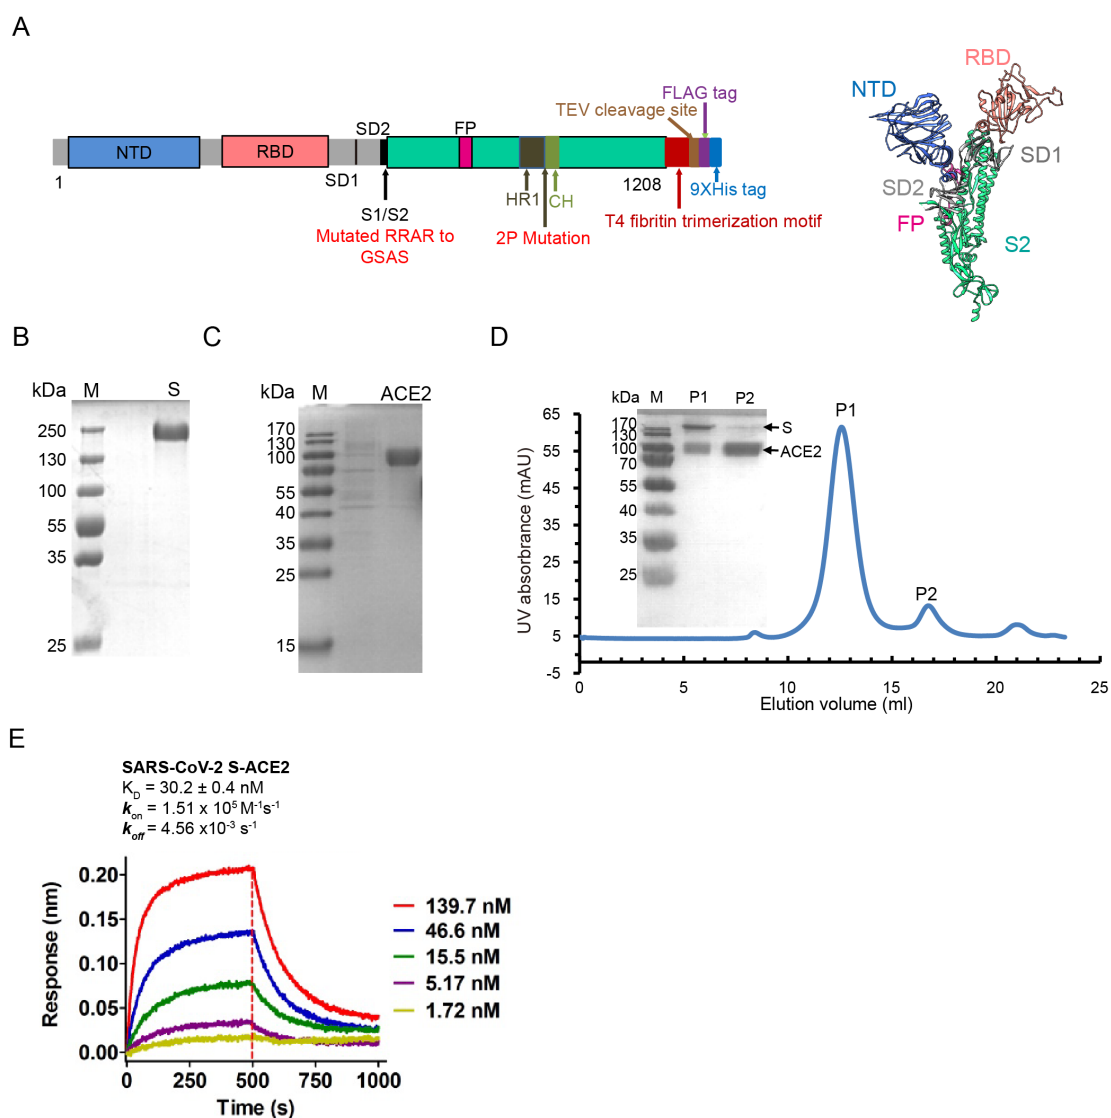 A
NTD
RBD
SD2
SD1
FP
1
1208
S1/S2
Mutated RRAR to
GSAS
HR1
CH
2P Mutation
TEV cleavage site
FLAG tag
9XHis tag
T4 fibritin trimerization motif
NTD
RBD
SD1
SD2
FP
S2
B
kDa M S
250
130
100
55
35
25
C
kDa M ACE2
170
130
100
70
55
40
35
25
15
D
kDa M P1 P2
170
130
100
70
55
40
35
25
S
ACE2
P1
P2
65
55
45
35
25
15
5
-5
UV absorbrance (mAU)
0 5 10 15 20 25
Elution volume (ml)
E
SARS-CoV-2 S-ACE2
KD = 30.2 ± 0.4 nM
kon = 1.51 x 10⁵ M⁻¹s⁻¹
koff = 4.56 x10⁻³ s⁻¹
0.20
0.15
0.10
0.05
0.00
Response (nm)
0 250 500 750 1000
Time (s)
139.7 nM
46.6 nM
15.5 nM
5.17 nM
1.72 nM